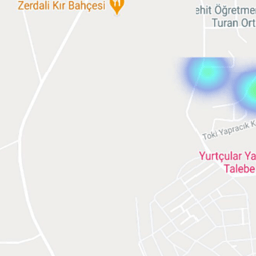 Zerdali Kır Bahçesi
ehit Öğretme
Turan Ort
Toki Yapracık K
Yurtçular Ya
Talebe